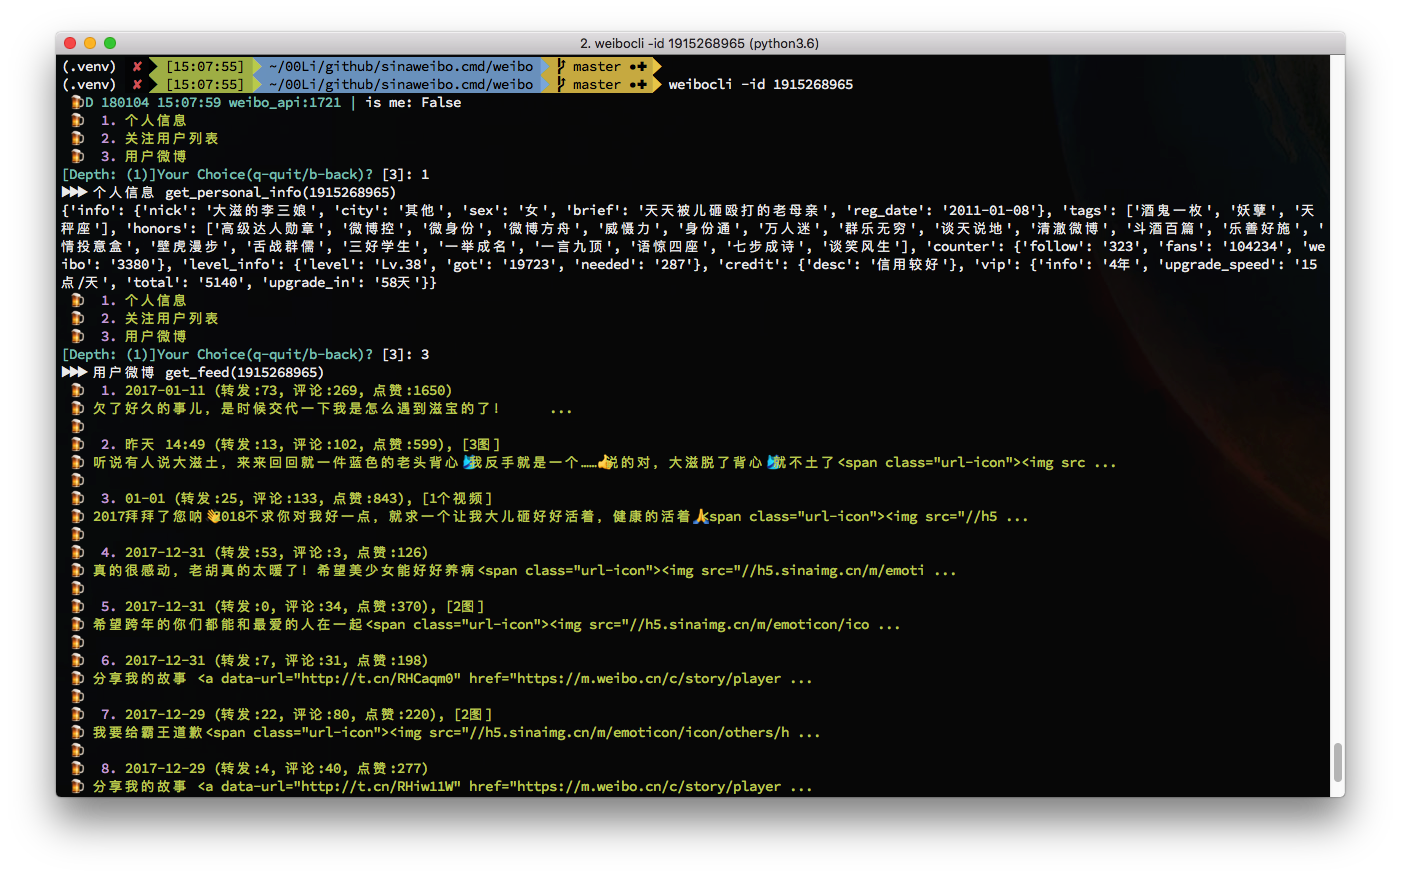 2. weibocli -id 1915268965 (python3.6)
(.venv) ✘ [15:07:55] ~/00Li/github/sinaweibo.cmd/weibo master ●✚
(.venv) ✘ [15:07:55] ~/00Li/github/sinaweibo.cmd/weibo master ●✚ weibocli -id 1915268965
🍺D 180104 15:07:59 weibo_api:1721 | is me: False
🍺 1. 个人信息
🍺 2. 关注用户列表
🍺 3. 用户微博
[Depth: (1)]Your Choice(q-quit/b-back)? [3]: 1
▶▶▶ 个人信息 get_personal_info(1915268965)
{'info': {'nick': '大滋的李三娘', 'city': '其他', 'sex': '女', 'brief': '天天被儿砸殴打的老母亲', 'reg_date': '2011-01-08'}, 'tags': ['酒鬼一枚', '妖孽', '天
秤座'], 'honors': ['高级达人勋章', '微博控', '微身份', '微博方舟', '威慑力', '身份通', '万人迷', '群乐无穷', '谈天说地', '清澈微博', '斗酒百篇', '乐善好施', '
情投意盒', '壁虎漫步', '舌战群儒', '三好学生', '一举成名', '一言九顶', '语惊四座', '七步成诗', '谈笑风生'], 'counter': {'follow': '323', 'fans': '104234', 'we
ibo': '3380'}, 'level_info': {'level': 'Lv.38', 'got': '19723', 'needed': '287'}, 'credit': {'desc': '信用较好'}, 'vip': {'info': '4年', 'upgrade_speed': '15
点/天', 'total': '5140', 'upgrade_in': '58天'}}
🍺 1. 个人信息
🍺 2. 关注用户列表
🍺 3. 用户微博
[Depth: (1)]Your Choice(q-quit/b-back)? [3]: 3
▶▶▶ 用户微博 get_feed(1915268965)
🍺 1. 2017-01-11 (转发:73, 评论:269, 点赞:1650)
🍺 欠了好久的事儿, 是时候交代一下我是怎么遇到滋宝的了! ...
🍺
🍺 2. 昨天 14:49 (转发:13, 评论:102, 点赞:599), [3图]
🍺 听说有人说大滋土, 来来回回就一件蓝色的老头背心🎽我反手就是一个……👍说的对, 大滋脱了背心🎽就不土了<span class="url-icon"><img src ...
🍺
🍺 3. 01-01 (转发:25, 评论:133, 点赞:843), [1个视频]
🍺 2017拜拜了您呐👋2018不求你对我好一点, 就求一个让我大儿砸好好活着, 健康的活着🙏<span class="url-icon"><img src="//h5 ...
🍺
🍺 4. 2017-12-31 (转发:53, 评论:3, 点赞:126)
🍺 真的很感动, 老胡真的太暖了! 希望美少女能好好养病<span class="url-icon"><img src="//h5.sinaimg.cn/m/emoti ...
🍺
🍺 5. 2017-12-31 (转发:0, 评论:34, 点赞:370), [2图]
🍺 希望跨年的你们都能和最爱的人在一起<span class="url-icon"><img src="//h5.sinaimg.cn/m/emoticon/ico ...
🍺
🍺 6. 2017-12-31 (转发:7, 评论:31, 点赞:198)
🍺 分享我的故事 <a data-url="http://t.cn/RHCaqm0" href="https://m.weibo.cn/c/story/player ...
🍺
🍺 7. 2017-12-29 (转发:22, 评论:80, 点赞:220), [2图]
🍺 我要给霸王道歉<span class="url-icon"><img src="//h5.sinaimg.cn/m/emoticon/icon/others/h ...
🍺
🍺 8. 2017-12-29 (转发:4, 评论:40, 点赞:277)
🍺 分享我的故事 <a data-url="http://t.cn/RHiw11W" href="https://m.weibo.cn/c/story/player ...